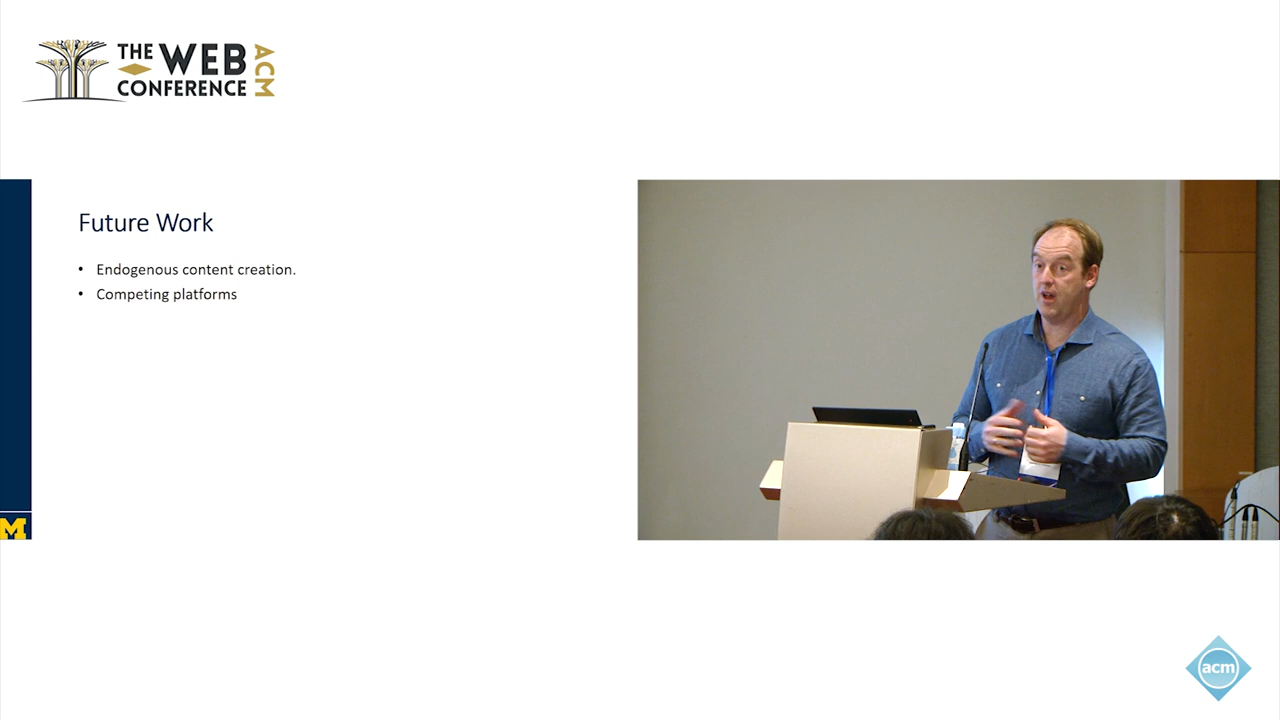 THE WEB
CONFERENCE
ACM
Future Work
• Endogenous content creation.
• Competing platforms
M
acm